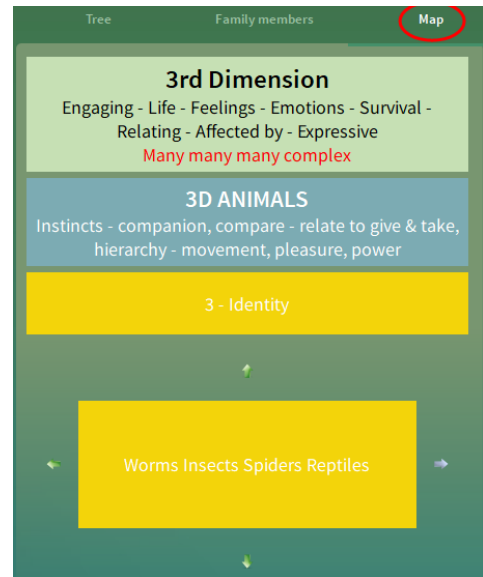 Tree Family members Map
3rd Dimension
Engaging - Life - Feelings - Emotions - Survival -
Relating - Affected by - Expressive
Many many many complex
3D ANIMALS
Instincts - companion, compare - relate to give & take,
hierarchy - movement, pleasure, power
3 - Identity
Worms Insects Spiders Reptiles